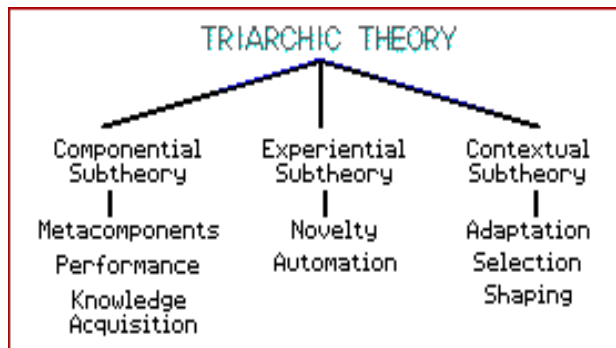 TRIARCHIC THEORY
Componential Subtheory
Metacomponents
Performance
Knowledge Acquisition
Experiential Subtheory
Novelty
Automation
Contextual Subtheory
Adaptation
Selection
Shaping